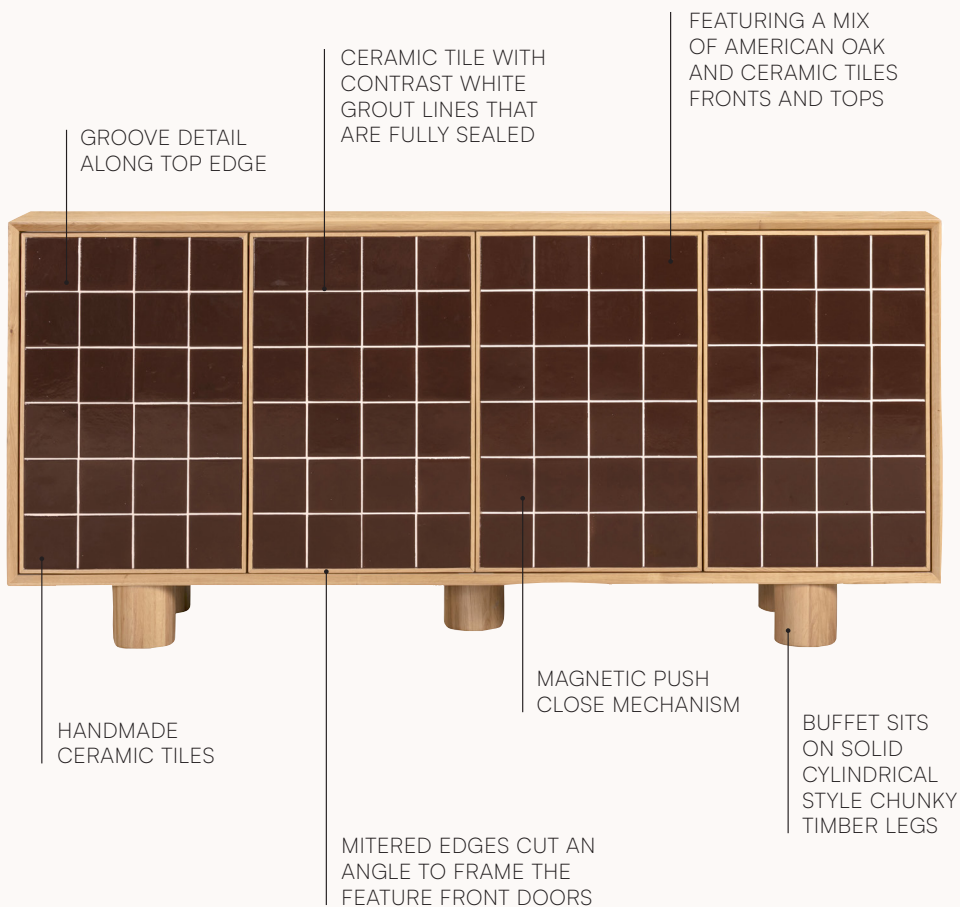 FEATURING A MIX
OF AMERICAN OAK
AND CERAMIC TILES
FRONTS AND TOPS
CERAMIC TILE WITH
CONTRAST WHITE
GROUT LINES THAT
ARE FULLY SEALED
GROOVE DETAIL
ALONG TOP EDGE
MAGNETIC PUSH
CLOSE MECHANISM
HANDMADE
CERAMIC TILES
BUFFET SITS
ON SOLID
CYLINDRICAL
STYLE CHUNKY
TIMBER LEGS
MITERED EDGES CUT AN
ANGLE TO FRAME THE
FEATURE FRONT DOORS